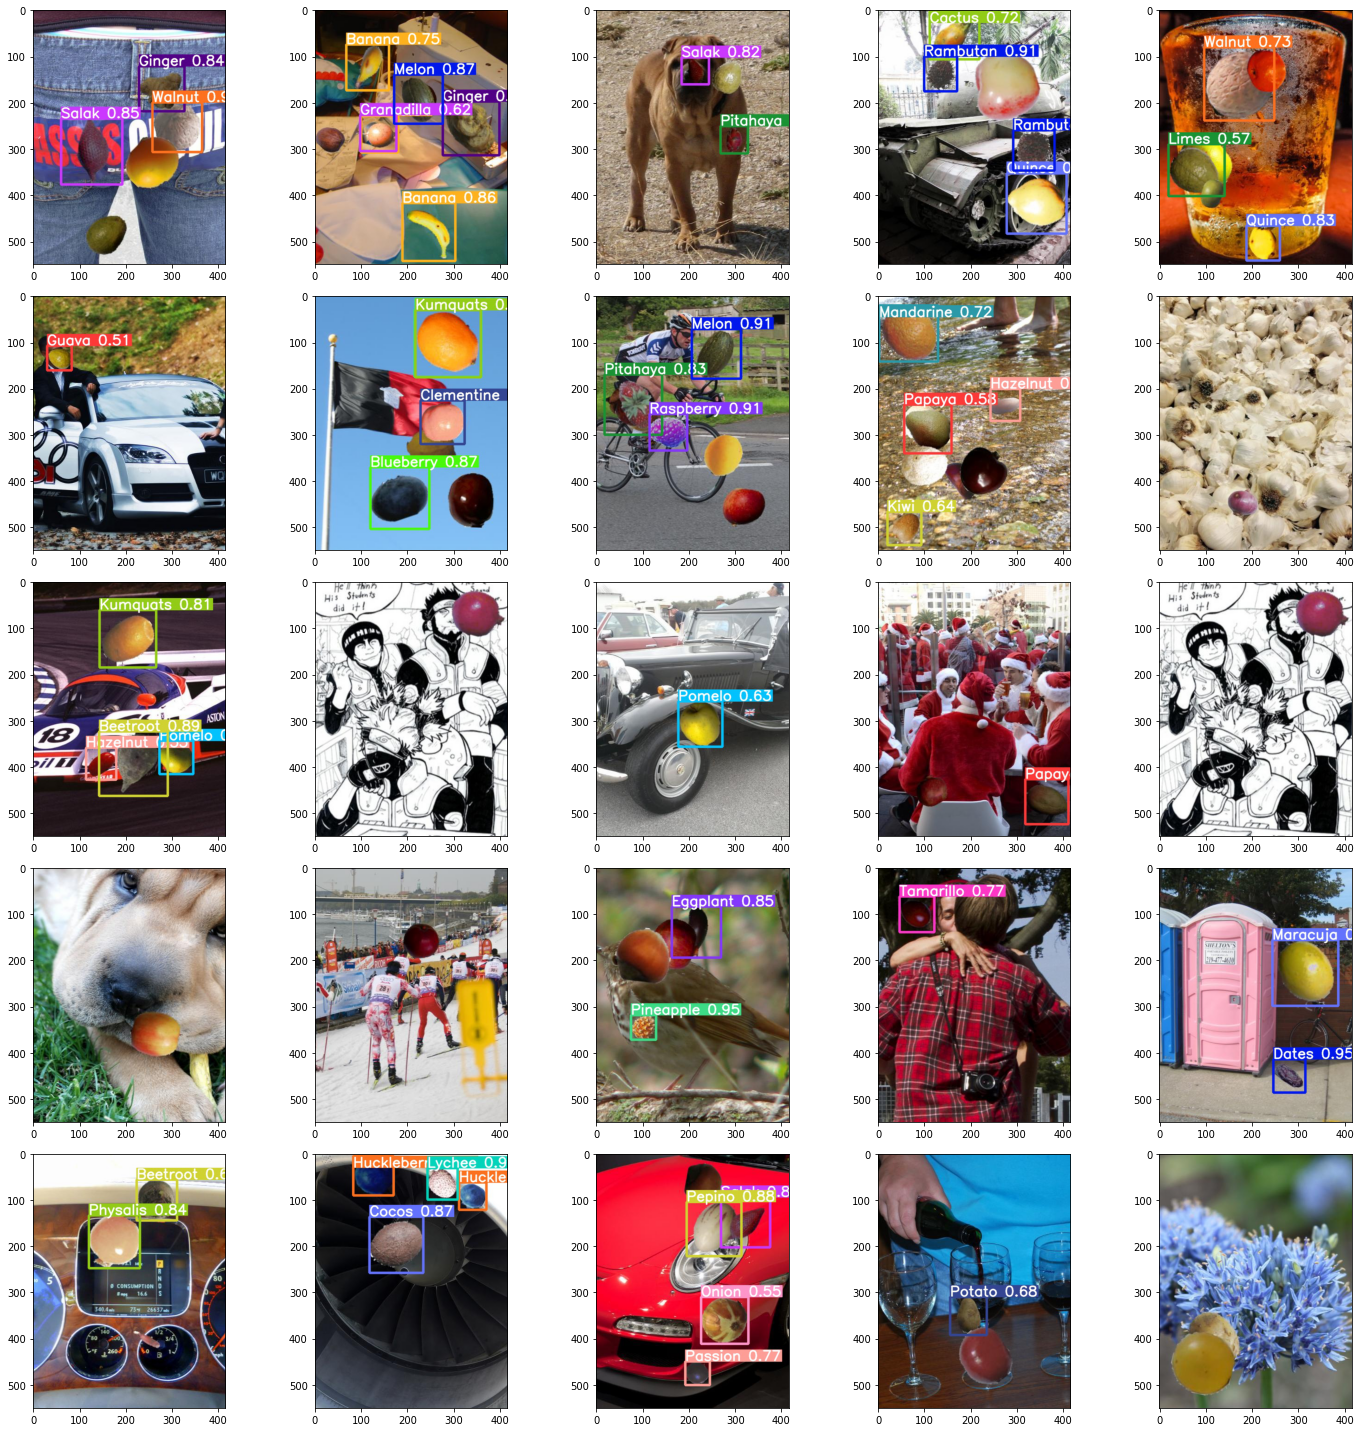 Ginger 0.84
Walnut 0.9
Salak 0.85
Banana 0.75
Melon 0.87
Ginger 0.
Granadilla 0.62
Banana 0.86
Salak 0.82
Pitahaya
Cactus 0.72
Rambutan 0.91
Rambut
Quince 0
Walnut 0.73
Limes 0.57
Quince 0.83
Guava 0.51
WQ
Kumquats 0.
Clementine
Blueberry 0.87
Melon 0.91
Pitahaya 0.83
Raspberry 0.91
Mandarine 0.72
Hazelnut 0
Papaya 0.58
Kiwi 0.64
Kumquats 0.81
Beetroot 0.89
Pomelo 0
Hazelnut
18
ASTON
He'll think
His Students
did it!
Pomelo 0.63
Papay
He'll think
His Students
did it!
Eggplant 0.85
Pineapple 0.95
Tamarillo 0.77
Maracuja 0
Dates 0.95
Beetroot 0.6
Physalis 0.84
CONSUMPTION
Huckleberr
Lychee 0.9
Huckle
Cocos 0.87
Pepino 0.88
Onion 0.55
Passion 0.77
Potato 0.68
0 100 200 300 400
0
100
200
300
400
500